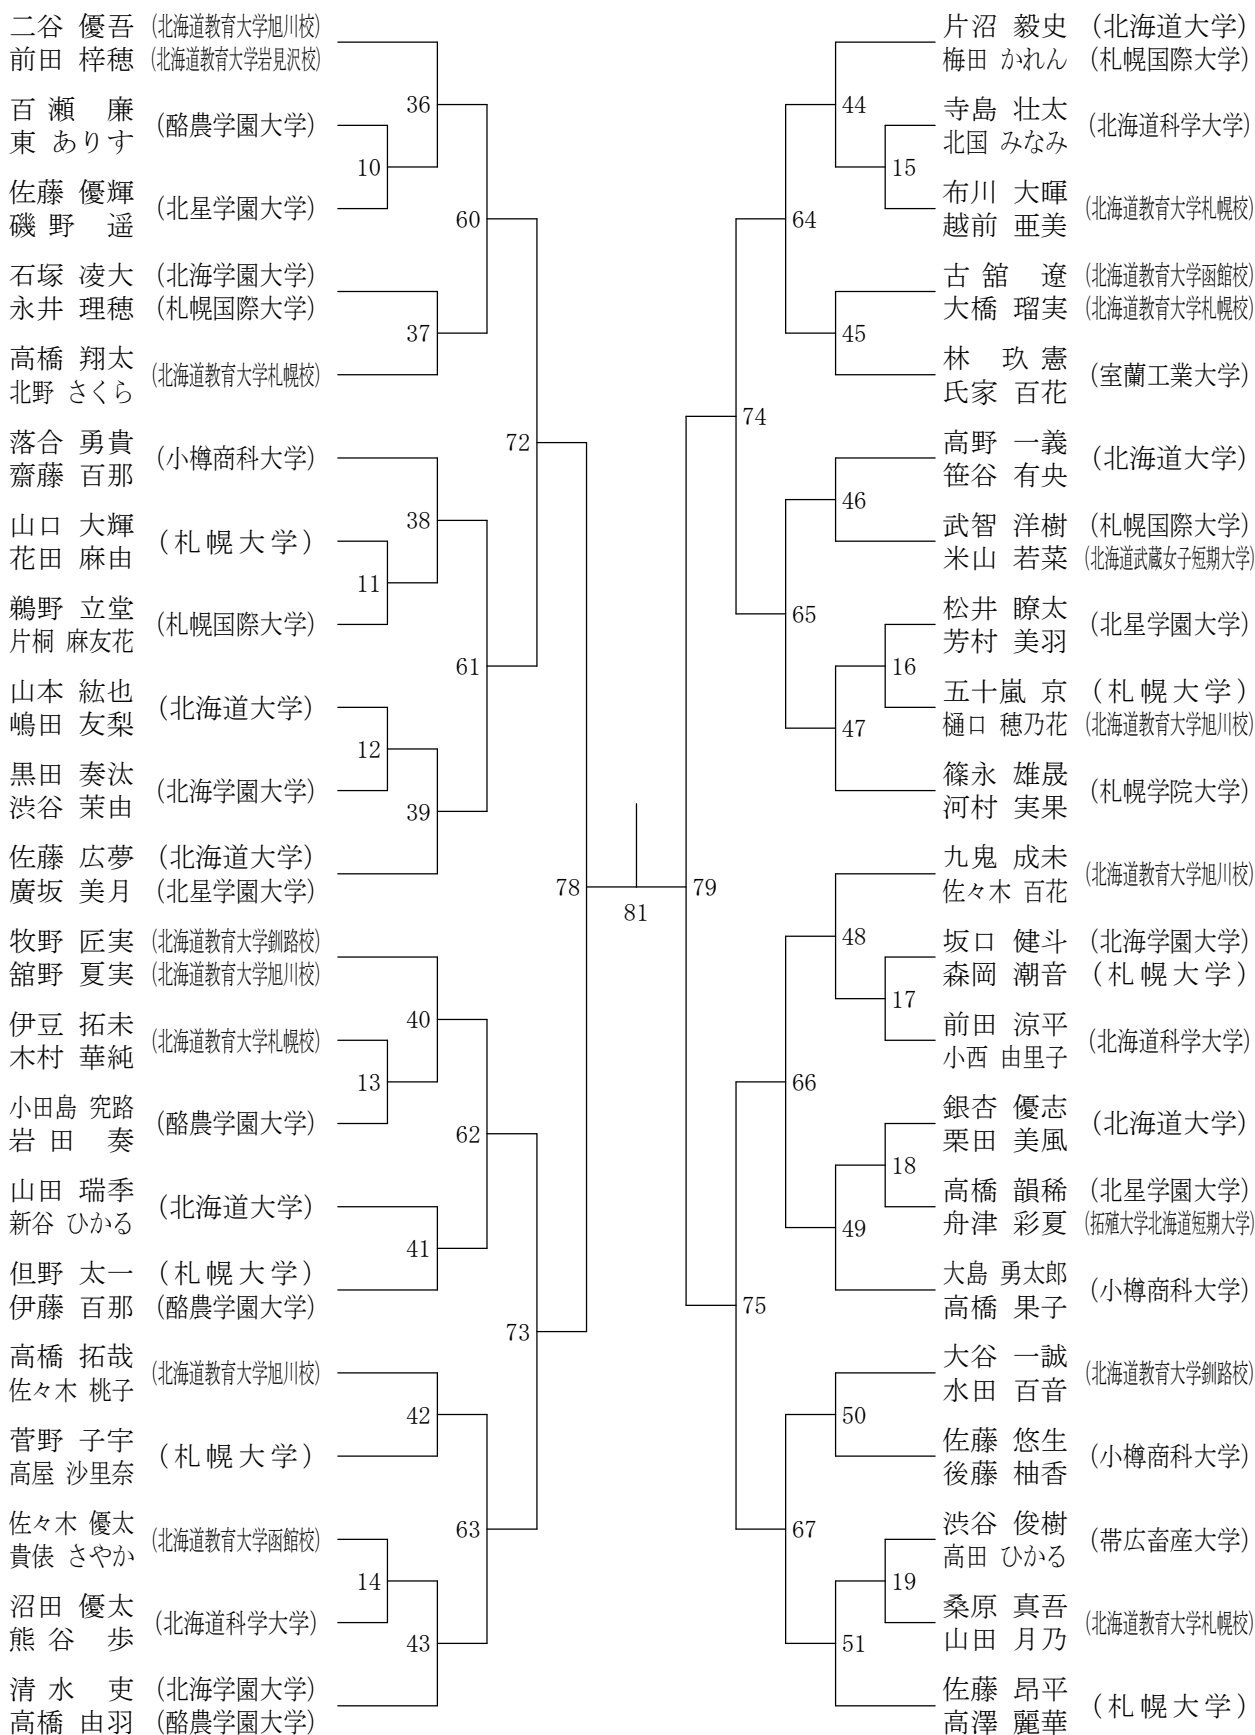 二谷 優吾 (北海道教育大学旭川校)
前田 梓穂 (北海道教育大学岩見沢校)
36
百瀬 廉
東 ありす (酪農学園大学)
10
佐藤 優輝
磯野 遥 (北星学園大学)
60
石塚 凌大 (北海学園大学)
永井 理穂 (札幌国際大学)
37
高橋 翔太
北野 さくら (北海道教育大学札幌校)
72
落合 勇貴
齋藤 百那 (小樽商科大学)
38
山口 大輝
花田 麻由 (札幌大学)
11
鵜野 立堂
片桐 麻友花 (札幌国際大学)
61
山本 紘也
嶋田 友梨 (北海道大学)
12
黒田 奏汰
渋谷 茉由 (北海学園大学)
39
佐藤 広夢 (北海道大学)
廣坂 美月 (北星学園大学)
78
81
79
牧野 匠実 (北海道教育大学釧路校)
舘野 夏実 (北海道教育大学旭川校)
40
伊豆 拓未
木村 華純 (北海道教育大学札幌校)
13
小田島 究路
岩田 奏 (酪農学園大学)
62
山田 瑞季
新谷 ひかる (北海道大学)
41
但野 太一 (札幌大学)
伊藤 百那 (酪農学園大学)
73
高橋 拓哉
佐々木 桃子 (北海道教育大学旭川校)
42
菅野 子宇
高屋 沙里奈 (札幌大学)
63
佐々木 優太
貴俵 さやか (北海道教育大学函館校)
14
沼田 優太
熊谷 歩 (北海道科学大学)
43
清水 吏 (北海学園大学)
高橋 由羽 (酪農学園大学)
片沼 毅史 (北海道大学)
梅田 かれん (札幌国際大学)
44
寺島 壮太
北国 みなみ (北海道科学大学)
15
布川 大暉
越前 亜美 (北海道教育大学札幌校)
64
古舘 遼 (北海道教育大学函館校)
大橋 瑠実 (北海道教育大学札幌校)
45
林 玖憲
氏家 百花 (室蘭工業大学)
74
高野 一義
笹谷 有央 (北海道大学)
46
武智 洋樹 (札幌国際大学)
米山 若菜 (北海道武蔵女子短期大学)
65
松井 瞭太
芳村 美羽 (北星学園大学)
16
五十嵐 京 (札幌大学)
樋口 穂乃花 (北海道教育大学旭川校)
47
篠永 雄晟
河村 実果 (札幌学院大学)
九鬼 成未
佐々木 百花 (北海道教育大学旭川校)
48
坂口 健斗 (北海学園大学)
森岡 潮音 (札幌大学)
17
前田 涼平
小西 由里子 (北海道科学大学)
66
銀杏 優志
栗田 美風 (北海道大学)
18
高橋 韻稀 (北星学園大学)
舟津 彩夏 (拓殖大学北海道短期大学)
49
大島 勇太郎
高橋 果子 (小樽商科大学)
75
大谷 一誠
水田 百音 (北海道教育大学釧路校)
50
佐藤 悠生
後藤 柚香 (小樽商科大学)
67
渋谷 俊樹
高田 ひかる (帯広畜産大学)
19
桑原 真吾
山田 月乃 (北海道教育大学札幌校)
51
佐藤 昂平
高澤 麗華 (札幌大学)